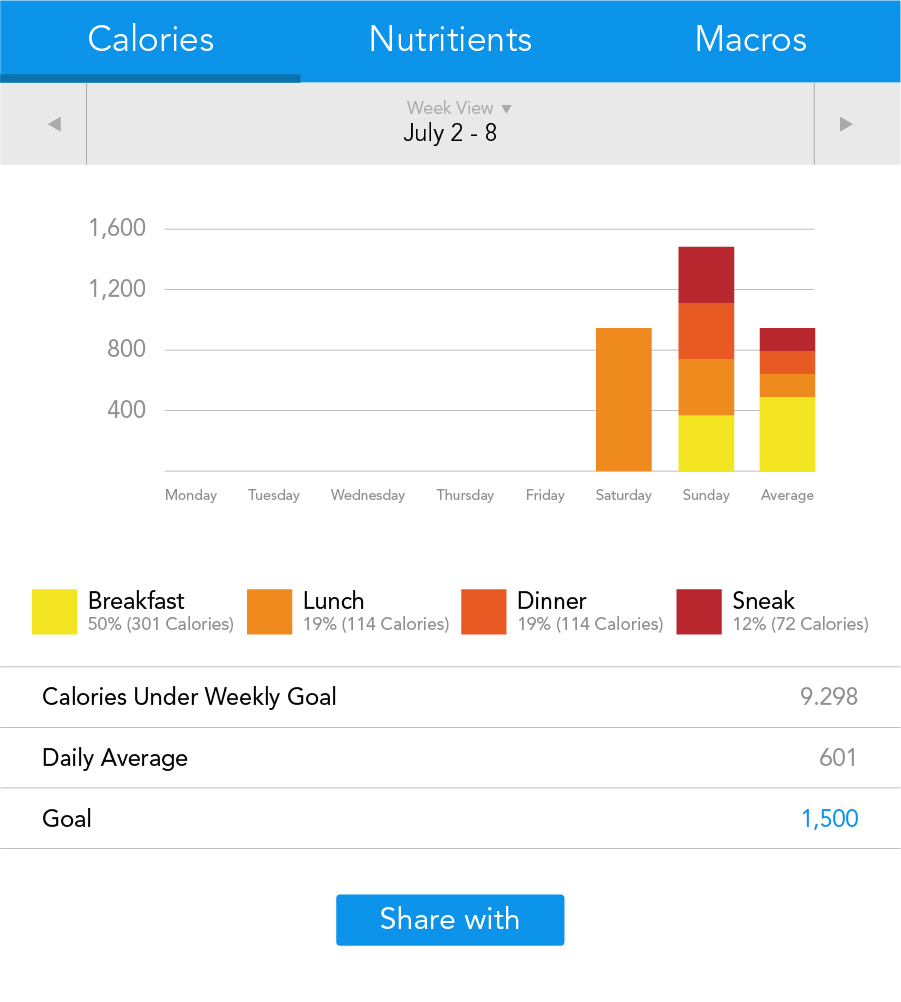 Calories Nutritients Macros
Week View
July 2 - 8
1,600
1,200
800
400
Monday Tuesday Wednesday Thursday Friday Saturday Sunday Average
Breakfast Lunch Dinner Sneak
50% (301 Calories) 19% (114 Calories) 19% (114 Calories) 12% (72 Calories)
Calories Under Weekly Goal 9.298
Daily Average 601
Goal 1,500
Share with